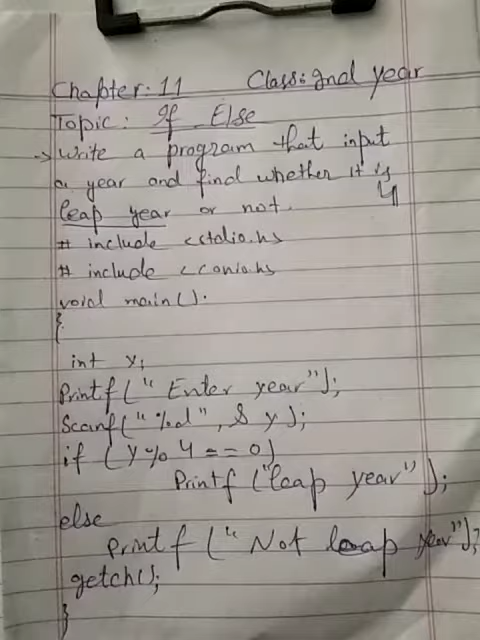 Chapter: 11 Class: 2nd year
Topic: If Else
→ Write a program that input
a year and find whether it is
4
leap year or not.
# include <stdio.h>
# include <conio.h>
void main().
{
int y;
Printf (" Enter year");
Scanf ("%d", & y);
if (y % 4 == 0)
Printf ("leap year");
else
printf (" Not leap year");
getch();
}